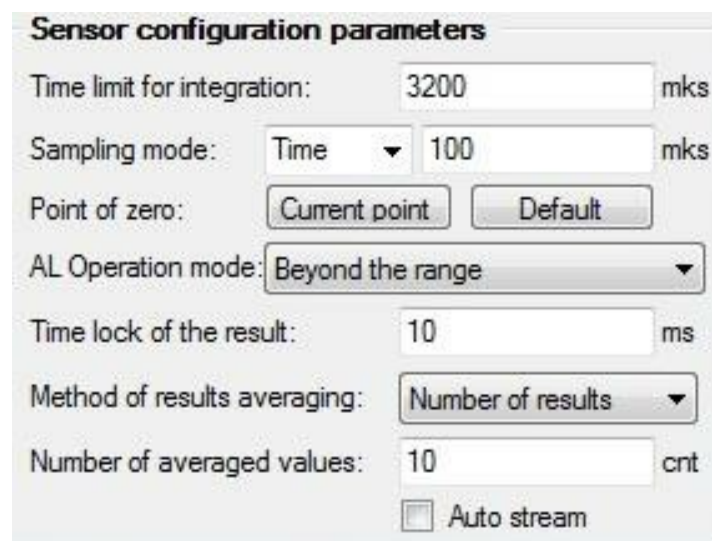 Sensor configuration parameters
Time limit for integration: 3200 mks
Sampling mode: Time 100 mks
Point of zero: Current point Default
AL Operation mode: Beyond the range
Time lock of the result: 10 ms
Method of results averaging: Number of results
Number of averaged values: 10 cnt
Auto stream